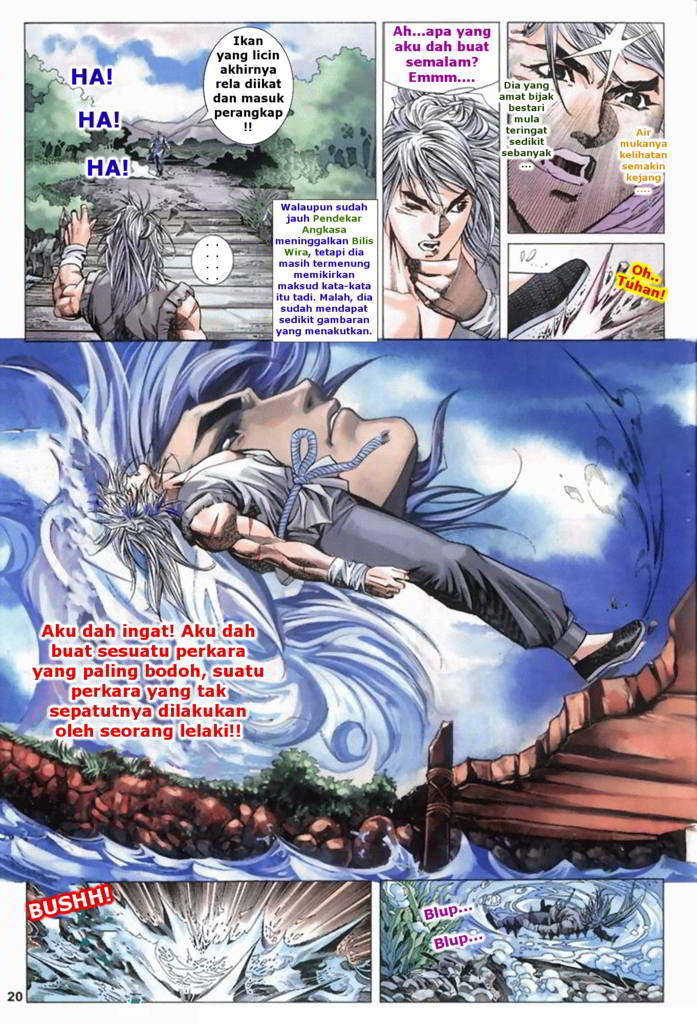 Ikan
yang licin
akhirnya
rela diikat
dan masuk
perangkap
!!
HA!
HA!
HA!
. .
. .
. .
Walaupun sudah
jauh Pendekar
Angkasa
meninggalkan Bilis
Wira, tetapi dia
masih termenung
memikirkan
maksud kata-kata
itu tadi. Malah, dia
sudah mendapat
sedikit gambaran
yang menakutkan.
Ah...apa yang
aku dah buat
semalam?
Emmm....
Dia yang
amat bijak
bestari
mula
teringat
sedikit
sebanyak
...
Air
mukanya
kelihatan
semakin
kejang
....
Oh..
Tuhan!
Aku dah ingat! Aku dah
buat sesuatu perkara
yang paling bodoh, suatu
perkara yang tak
sepatutnya dilakukan
oleh seorang lelaki!!
BUSHH!
Blup...
Blup...
20